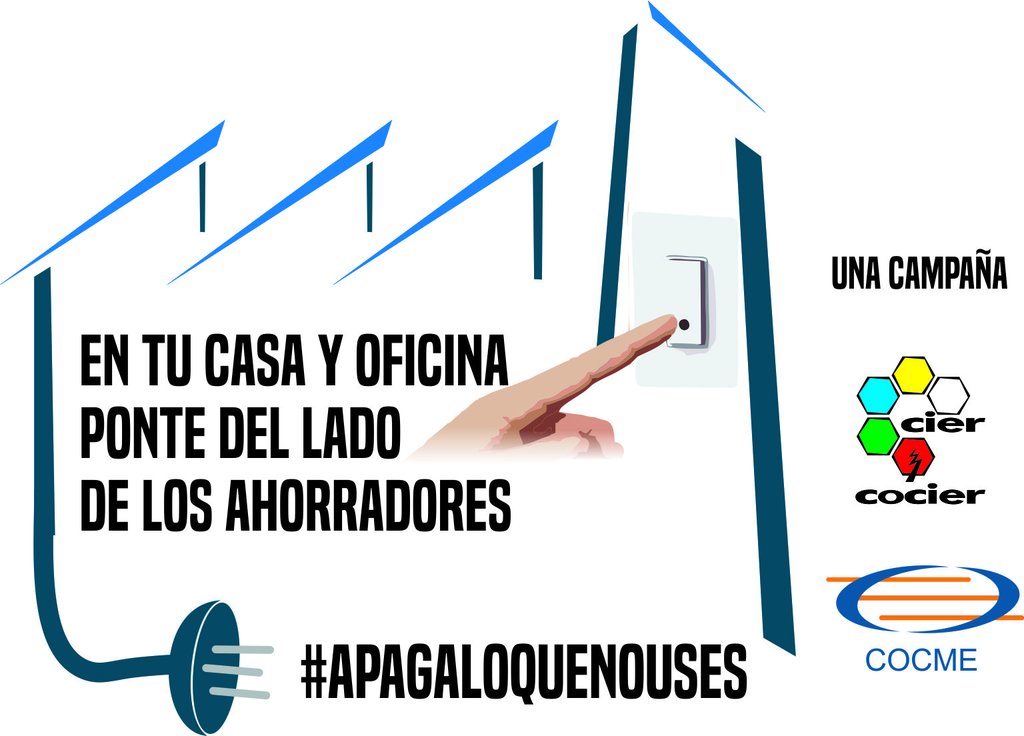 EN TU CASA Y OFICINA
PONTE DEL LADO
DE LOS AHORRADORES
#APAGALOQUENOUSES
UNA CAMPAÑA
cier
cocier
COCME